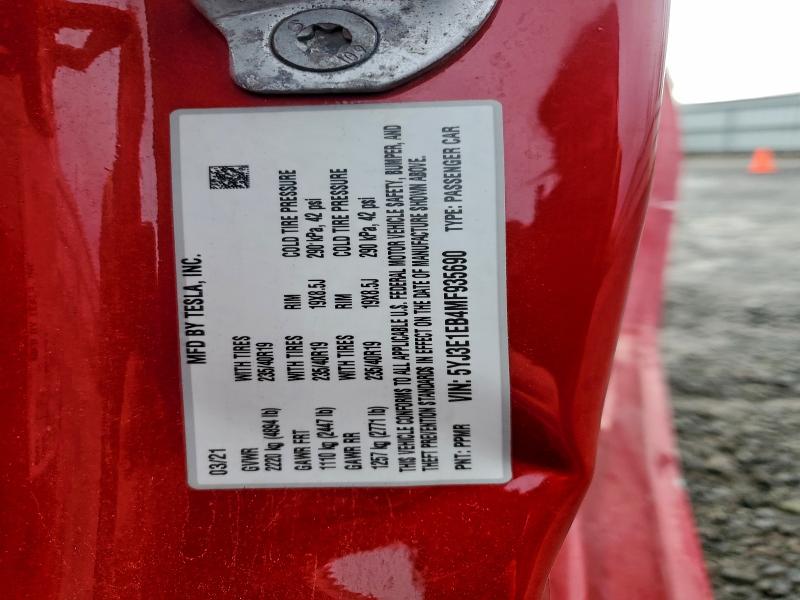 10.9
MFD BY TESLA, INC.
03/21
GVWR WITH TIRES RIM COLD TIRE PRESSURE
2220 kg (4894 lb) 235/40R19 19X8.5J 290 kPa, 42 psi
GAWR FRT WITH TIRES RIM COLD TIRE PRESSURE
1110 kg (2447 lb) 235/40R19 19X8.5J 290 kPa, 42 psi
GAWR RR WITH TIRES
1257 kg (2771 lb) 235/40R19
THIS VEHICLE CONFORMS TO ALL APPLICABLE U.S. FEDERAL MOTOR VEHICLE SAFETY, BUMPER, AND
THEFT PREVENTION STANDARDS IN EFFECT ON THE DATE OF MANUFACTURE SHOWN ABOVE.
PNT: PPMR VIN: 5YJ3E1EB4MF935690 TYPE: PASSENGER CAR